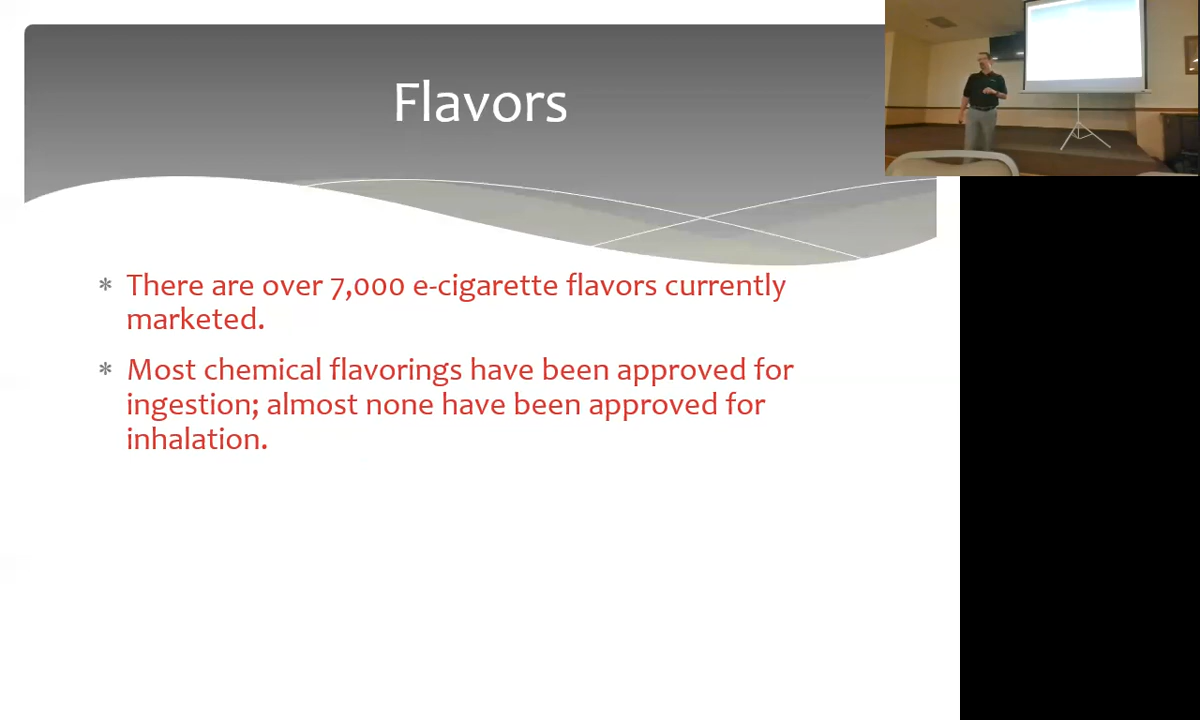 Flavors
* There are over 7,000 e-cigarette flavors currently
marketed.
* Most chemical flavorings have been approved for
ingestion; almost none have been approved for
inhalation.